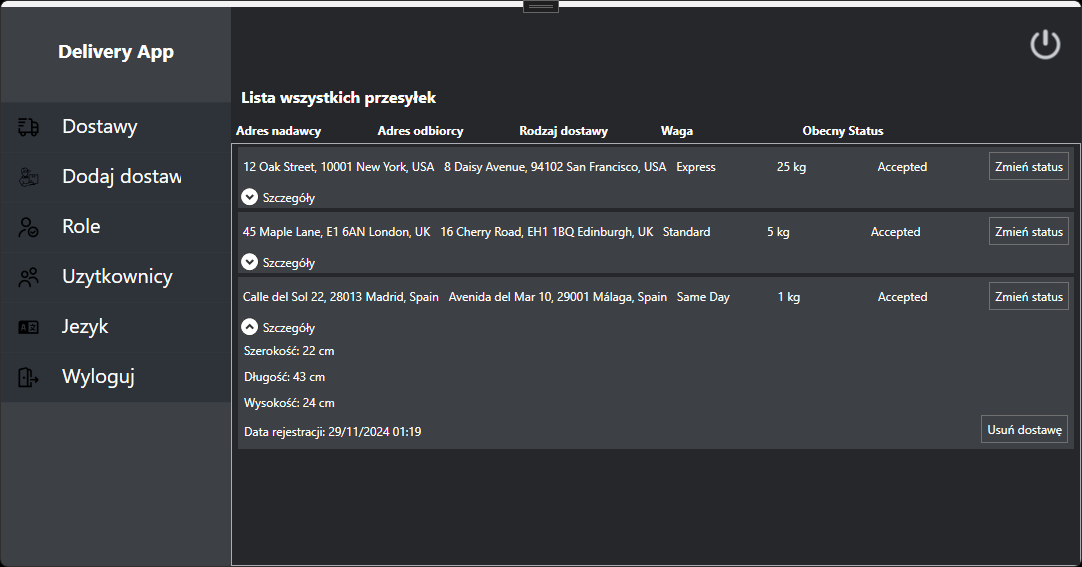 Delivery App
Dostawy
Dodaj dostaw
Role
Uzytkownicy
Jezyk
Wyloguj
Lista wszystkich przesyłek
Adres nadawcy Adres odbiorcy Rodzaj dostawy Waga Obecny Status
12 Oak Street, 10001 New York, USA 8 Daisy Avenue, 94102 San Francisco, USA Express 25 kg Accepted Zmień status
Szczegóły
45 Maple Lane, E1 6AN London, UK 16 Cherry Road, EH1 1BQ Edinburgh, UK Standard 5 kg Accepted Zmień status
Szczegóły
Calle del Sol 22, 28013 Madrid, Spain Avenida del Mar 10, 29001 Málaga, Spain Same Day 1 kg Accepted Zmień status
Szczegóły
Szerokość: 22 cm
Długość: 43 cm
Wysokość: 24 cm
Data rejestracji: 29/11/2024 01:19 Usuń dostawę